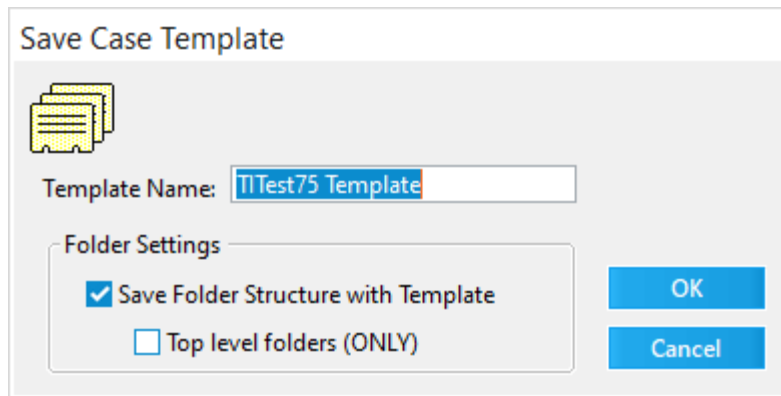 Save Case Template
Template Name: TITest75 Template
Folder Settings
Save Folder Structure with Template
Top level folders (ONLY)
OK
Cancel